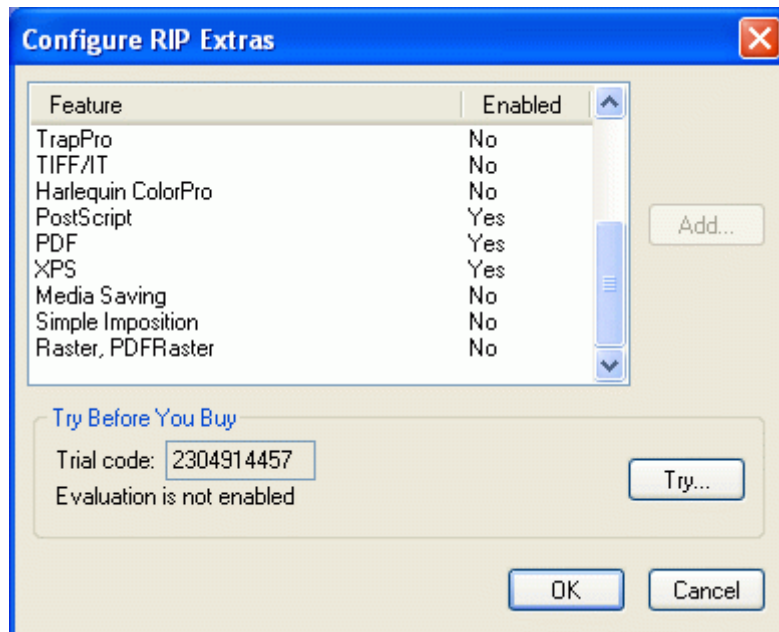 Configure RIP Extras
Feature Enabled
TrapPro No
TIFF/IT No
Harlequin ColorPro No
PostScript Yes
PDF Yes
XPS Yes
Media Saving No
Simple Imposition No
Raster, PDFRaster No
Add...
Try Before You Buy
Trial code: 2304914457
Evaluation is not enabled
Try...
OK Cancel